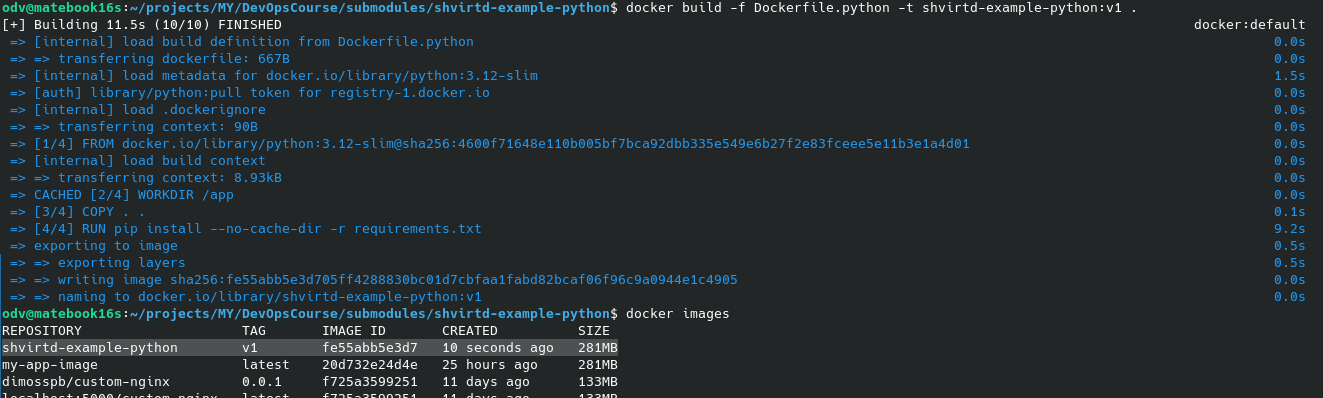 odv@matebook16s:~/projects/MY/DevOpsCourse/submodules/shvirtd-example-python$ docker build -f Dockerfile.python -t shvirtd-example-python:v1 .
[+] Building 11.5s (10/10) FINISHED docker:default
=> [internal] load build definition from Dockerfile.python 0.0s
=> => transferring dockerfile: 667B 0.0s
=> [internal] load metadata for docker.io/library/python:3.12-slim 1.5s
=> [auth] library/python:pull token for registry-1.docker.io 0.0s
=> [internal] load .dockerignore 0.0s
=> => transferring context: 90B 0.0s
=> [1/4] FROM docker.io/library/python:3.12-slim@sha256:4600f71648e110b005bf7bca92dbb335e549e6b27f2e83fceee5e11b3e1a4d01 0.0s
=> [internal] load build context 0.0s
=> => transferring context: 8.93kB 0.0s
=> CACHED [2/4] WORKDIR /app 0.0s
=> [3/4] COPY . . 0.1s
=> [4/4] RUN pip install --no-cache-dir -r requirements.txt 9.2s
=> exporting to image 0.5s
=> => exporting layers 0.5s
=> => writing image sha256:fe55abb5e3d705ff4288830bc01d7cbfaa1fabd82bcaf06f96c9a0944e1c4905 0.0s
=> => naming to docker.io/library/shvirtd-example-python:v1 0.0s
odv@matebook16s:~/projects/MY/DevOpsCourse/submodules/shvirtd-example-python$ docker images
REPOSITORY TAG IMAGE ID CREATED SIZE
shvirtd-example-python v1 fe55abb5e3d7 10 seconds ago 281MB
my-app-image latest 20d732e24d4e 25 hours ago 281MB
dimosspb/custom-nginx 0.0.1 f725a3599251 11 days ago 133MB
localhost:5000/custom-nginx latest f725a3599251 11 days ago 133MB